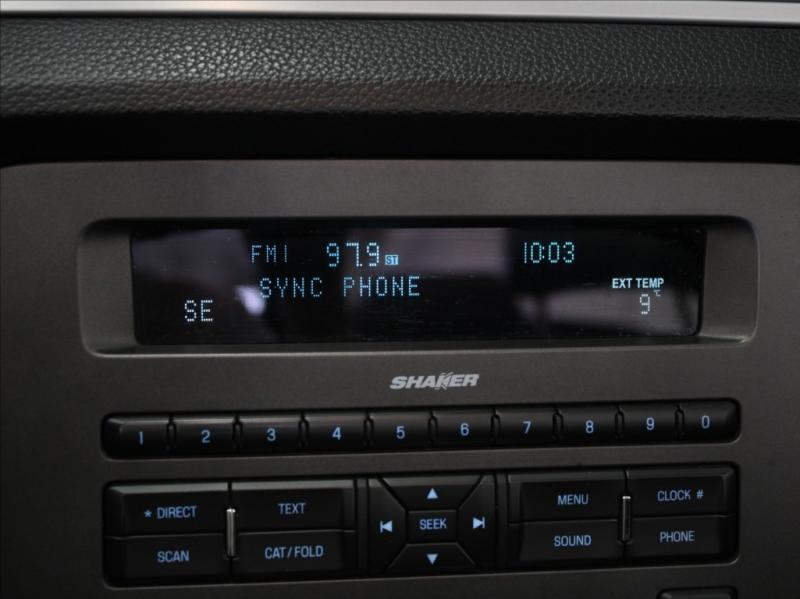 FM1 97.9 ST 10:03
SYNC PHONE
EXT TEMP
SE 9°C
SHAKER
1 2 3 4 5 6 7 8 9 0
* DIRECT TEXT MENU CLOCK #
SEEK
SCAN CAT/FOLD SOUND PHONE